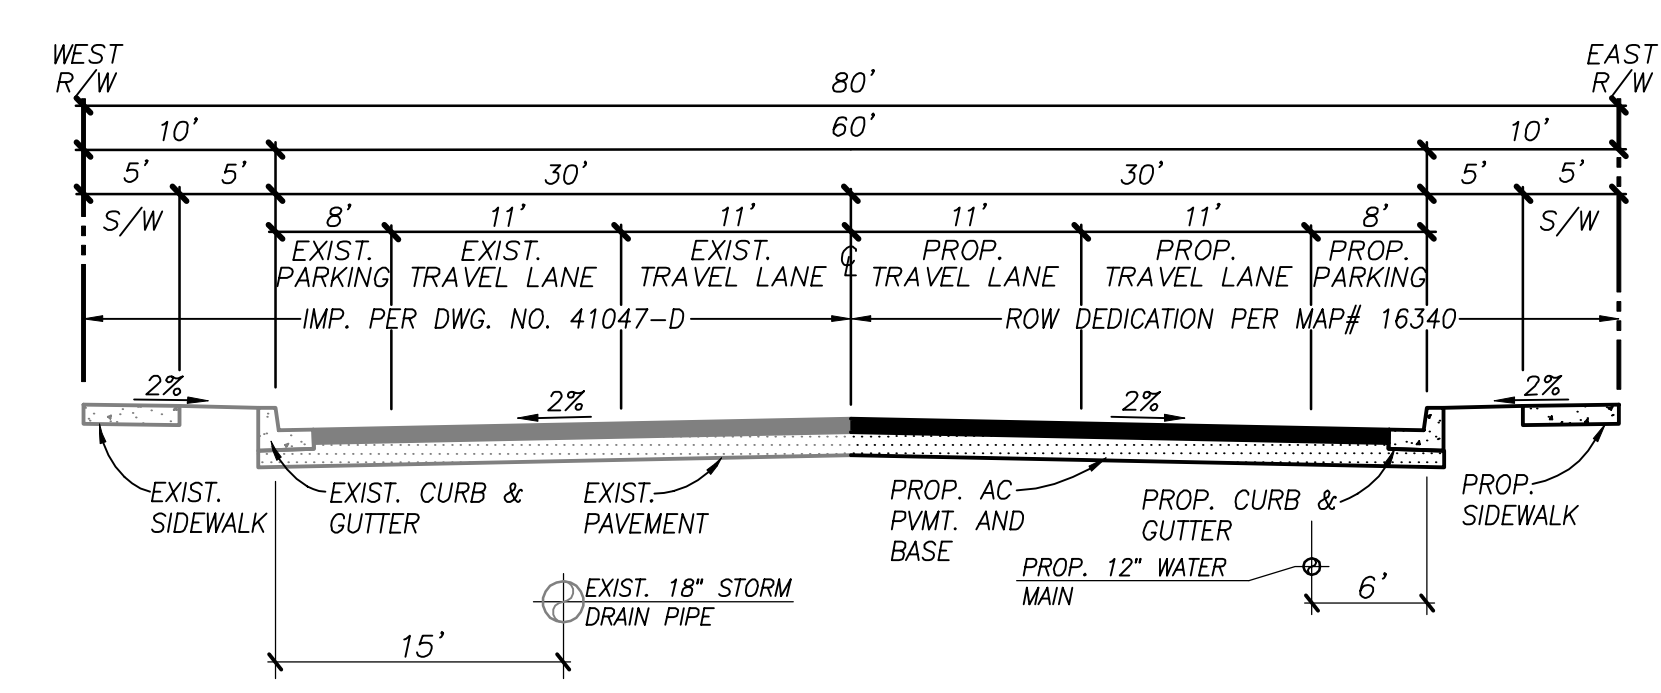 WEST
R/W
EAST
R/W
80'
10'
60'
10'
5'
5'
30'
30'
5'
5'
S/W
8'
11'
11'
11'
11'
8'
S/W
EXIST.
PARKING
EXIST.
TRAVEL LANE
EXIST.
TRAVEL LANE
℄
PROP.
TRAVEL LANE
PROP.
TRAVEL LANE
PROP.
PARKING
IMP. PER DWG. NO. 41047-D
ROW DEDICATION PER MAP# 16340
2%
2%
2%
2%
EXIST.
SIDEWALK
EXIST. CURB &
GUTTER
EXIST.
PAVEMENT
PROP. AC
PVMT. AND
BASE
PROP. CURB &
GUTTER
PROP.
SIDEWALK
EXIST. 18" STORM
DRAIN PIPE
PROP. 12" WATER
MAIN
6'
15'